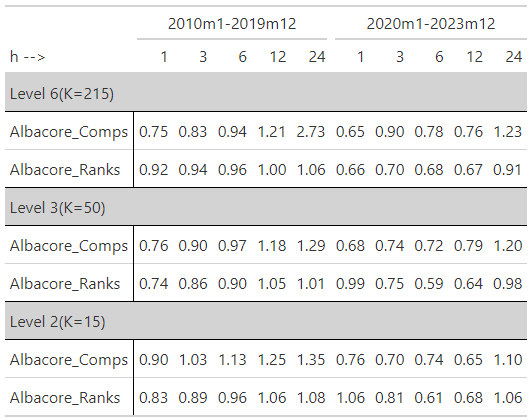 2010m1-2019m12 2020m1-2023m12
h --> 1 3 6 12 24 1 3 6 12 24
Level 6(K=215)
Albacore_Comps 0.75 0.83 0.94 1.21 2.73 0.65 0.90 0.78 0.76 1.23
Albacore_Ranks 0.92 0.94 0.96 1.00 1.06 0.66 0.70 0.68 0.67 0.91
Level 3(K=50)
Albacore_Comps 0.76 0.90 0.97 1.18 1.29 0.68 0.74 0.72 0.79 1.20
Albacore_Ranks 0.74 0.86 0.90 1.05 1.01 0.99 0.75 0.59 0.64 0.98
Level 2(K=15)
Albacore_Comps 0.90 1.03 1.13 1.25 1.35 0.76 0.70 0.74 0.65 1.10
Albacore_Ranks 0.83 0.89 0.96 1.06 1.08 1.06 0.81 0.61 0.68 1.06